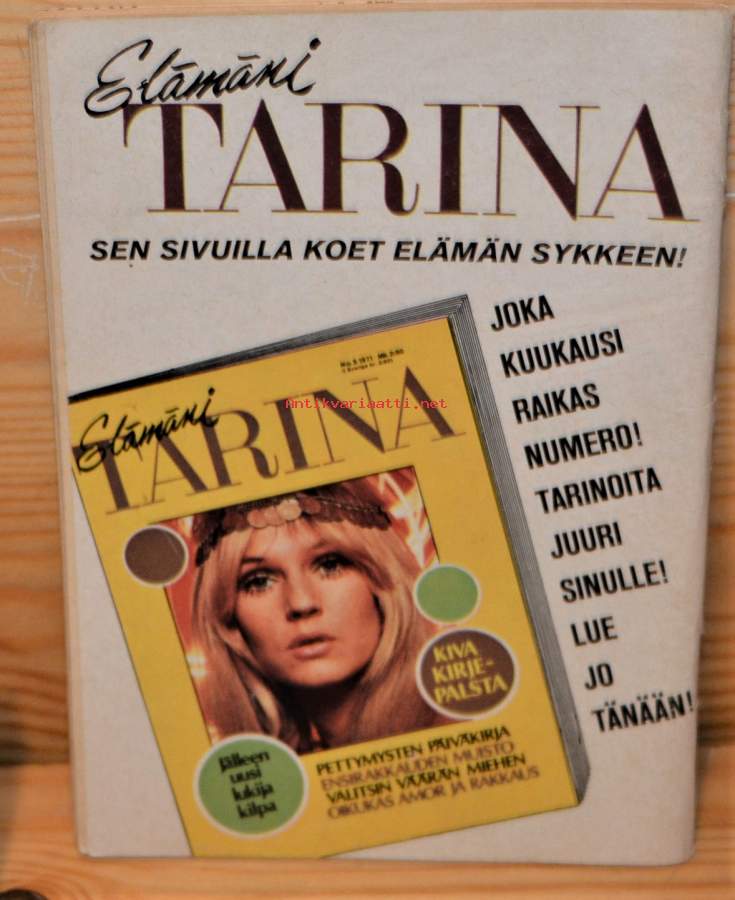 Elämäni
TARINA
SEN SIVUILLA KOET ELÄMÄN SYKKEEN!
JOKA
KUUKAUSI
RAIKAS
NUMERO!
TARINOITA
JUURI
SINULLE!
LUE
JO
TÄNÄÄN!
Elämäni
TARINA
Antikvariaatti.net
KIVA
KIRJE-
PALSTA
Jälleen
uusi
lukija
kilpa
PETTYMYSTEN PÄIVÄKIRJA
ENSIRAKKAUDEN MUISTO
VALITSIN VÄÄRÄN MIEHEN
OIKUKAS AMOR JA RAKKAUS